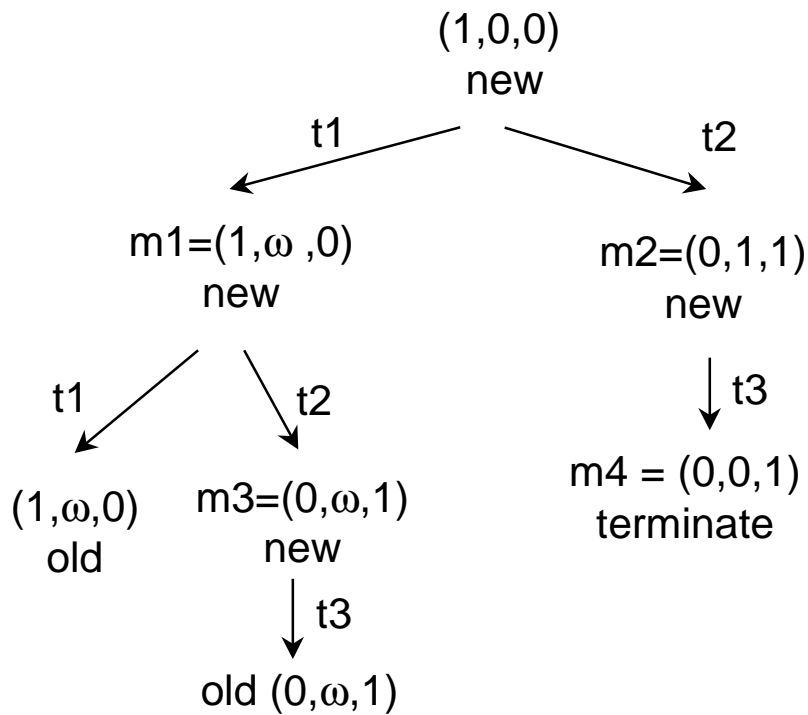 (1,0,0)
new
t1
t2
m1=(1,ω ,0)
new
m2=(0,1,1)
new
t1
t2
t3
(1,ω,0)
old
m3=(0,ω,1)
new
m4 = (0,0,1)
terminate
t3
old (0,ω,1)